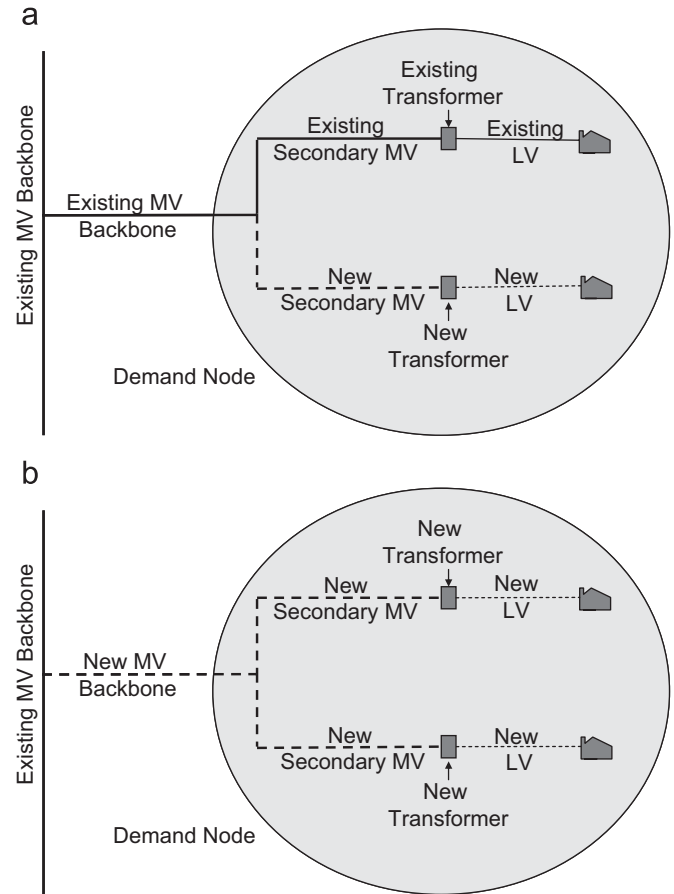 a
Existing MV Backbone
Existing
Transformer
Existing
Secondary MV
Existing
LV
Existing MV
Backbone
New
Secondary MV
New
LV
New
Transformer
Demand Node
b
Existing MV Backbone
New
Transformer
New
Secondary MV
New
LV
New MV
Backbone
New
Secondary MV
New
LV
New
Transformer
Demand Node